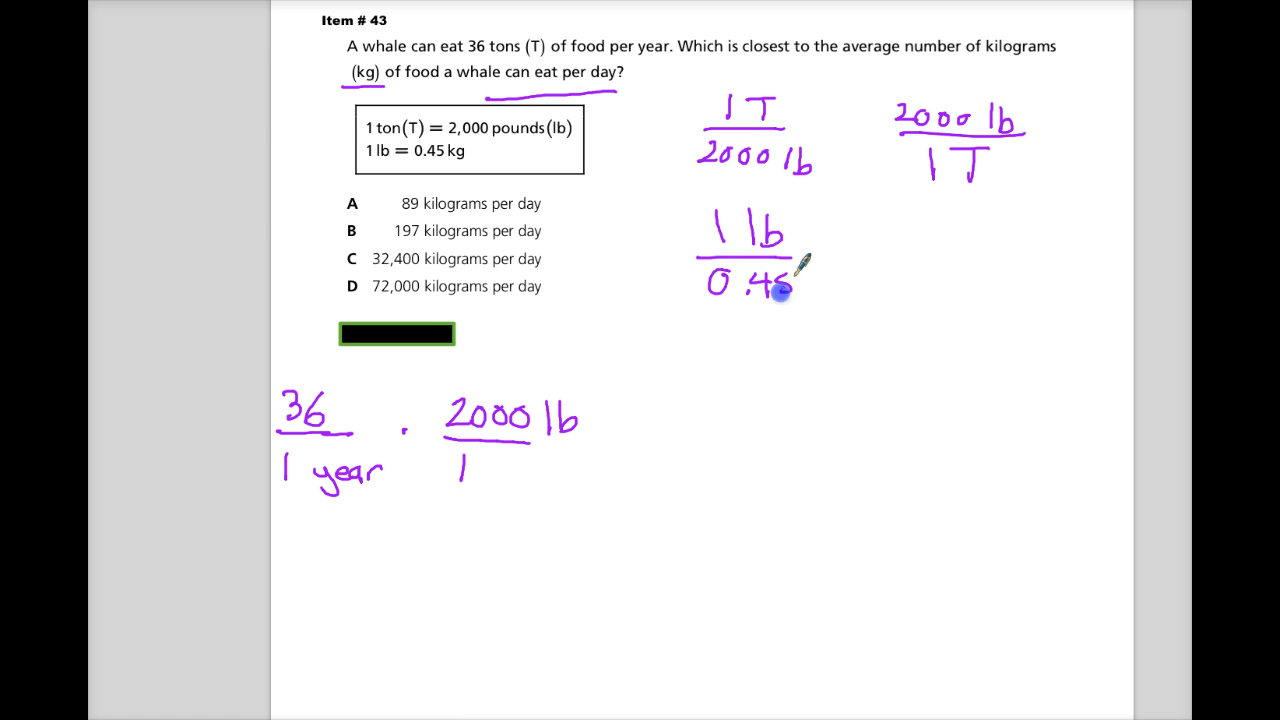 Item # 43
A whale can eat 36 tons (T) of food per year. Which is closest to the average number of kilograms
(kg) of food a whale can eat per day?
1 ton(T) = 2,000 pounds(lb)
1 lb = 0.45 kg
A 89 kilograms per day
B 197 kilograms per day
C 32,400 kilograms per day
D 72,000 kilograms per day
1 T
2000 lb
2000 lb
1 T
1 lb
0.45
36
1 year
.
2000 lb
1